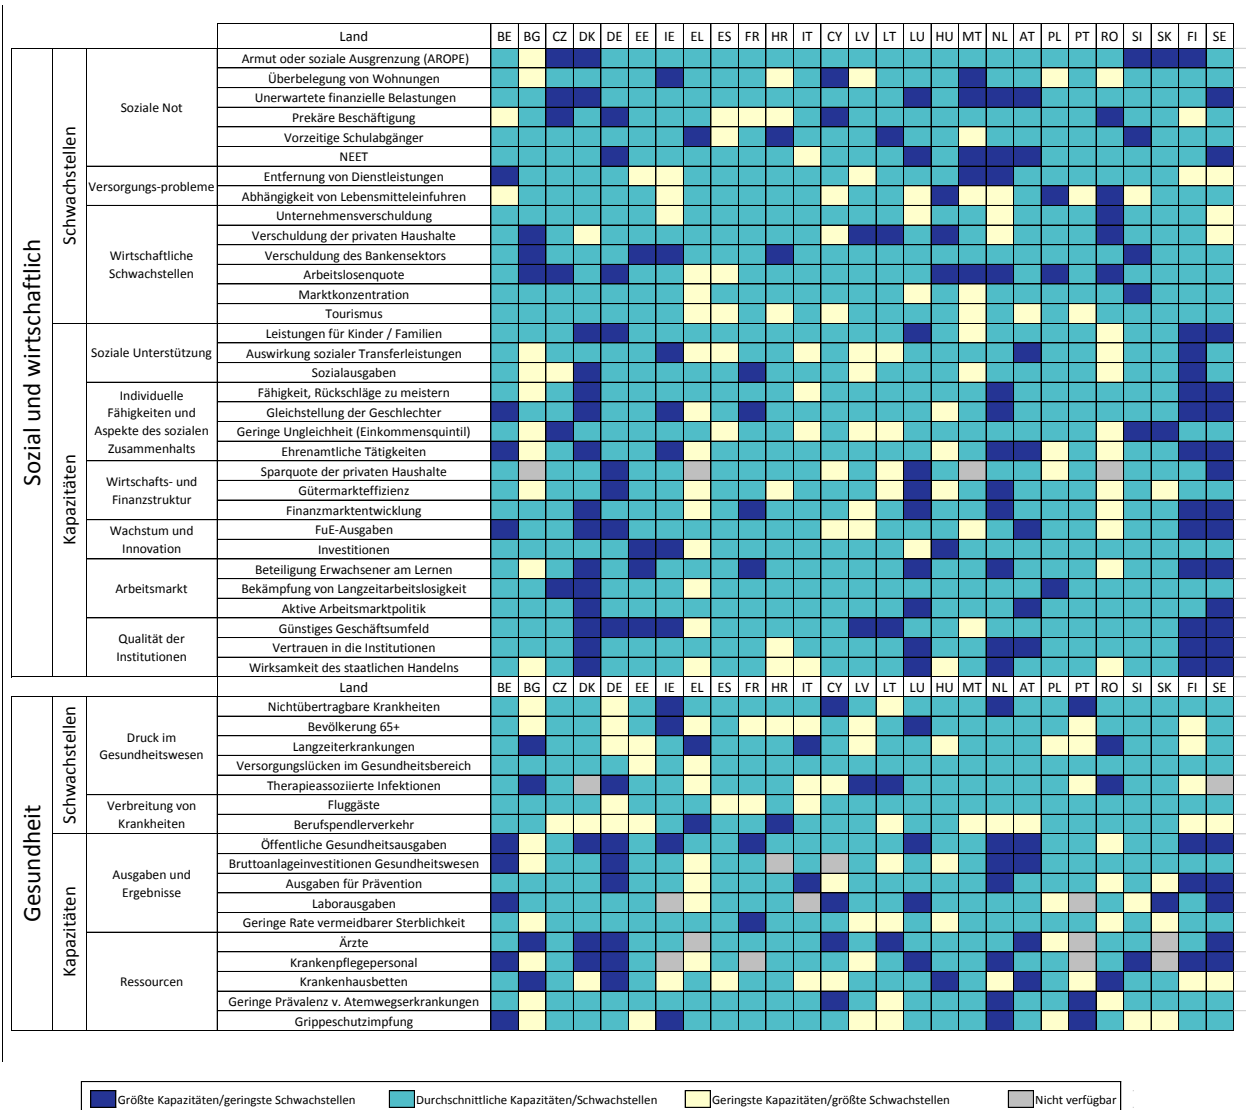 Land BE BG CZ DK DE EE IE EL ES FR HR IT CY LV LT LU HU MT NL AT PL PT RO SI SK FI SE
Sozial und wirtschaftlich
Schwachstellen
Soziale Not
Armut oder soziale Ausgrenzung (AROPE)
Überbelegung von Wohnungen
Unerwartete finanzielle Belastungen
Prekäre Beschäftigung
Vorzeitige Schulabgänger
NEET
Versorgungs-probleme
Entfernung von Dienstleistungen
Abhängigkeit von Lebensmitteleinfuhren
Wirtschaftliche
Schwachstellen
Unternehmensverschuldung
Verschuldung der privaten Haushalte
Verschuldung des Bankensektors
Arbeitslosenquote
Marktkonzentration
Tourismus
Kapazitäten
Soziale Unterstützung
Leistungen für Kinder / Familien
Auswirkung sozialer Transferleistungen
Sozialausgaben
Individuelle
Fähigkeiten und
Aspekte des sozialen
Zusammenhalts
Fähigkeit, Rückschläge zu meistern
Gleichstellung der Geschlechter
Geringe Ungleichheit (Einkommensquintil)
Ehrenamtliche Tätigkeiten
Wirtschafts- und
Finanzstruktur
Sparquote der privaten Haushalte
Gütermarkteffizienz
Finanzmarktentwicklung
Wachstum und
Innovation
FuE-Ausgaben
Investitionen
Arbeitsmarkt
Beteiligung Erwachsener am Lernen
Bekämpfung von Langzeitarbeitslosigkeit
Aktive Arbeitsmarktpolitik
Qualität der
Institutionen
Günstiges Geschäftsumfeld
Vertrauen in die Institutionen
Wirksamkeit des staatlichen Handelns
Land BE BG CZ DK DE EE IE EL ES FR HR IT CY LV LT LU HU MT NL AT PL PT RO SI SK FI SE
Gesundheit
Schwachstellen
Druck im
Gesundheitswesen
Nichtübertragbare Krankheiten
Bevölkerung 65+
Langzeiterkrankungen
Versorgungslücken im Gesundheitsbereich
Therapieassoziierte Infektionen
Verbreitung von
Krankheiten
Fluggäste
Berufspendlerverkehr
Kapazitäten
Ausgaben und
Ergebnisse
Öffentliche Gesundheitsausgaben
Bruttoanlageinvestitionen Gesundheitswesen
Ausgaben für Prävention
Laborausgaben
Geringe Rate vermeidbarer Sterblichkeit
Ressourcen
Ärzte
Krankenpflegepersonal
Krankenhausbetten
Geringe Prävalenz v. Atemwegserkrankungen
Grippeschutzimpfung
Größte Kapazitäten/geringste Schwachstellen
Durchschnittliche Kapazitäten/Schwachstellen
Geringste Kapazitäten/größte Schwachstellen
Nicht verfügbar